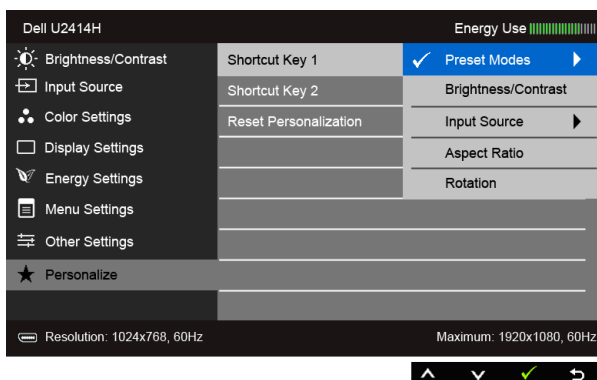 Dell U2414H
Energy Use
Brightness/Contrast
Input Source
Color Settings
Display Settings
Energy Settings
Menu Settings
Other Settings
Personalize
Shortcut Key 1
Shortcut Key 2
Reset Personalization
Preset Modes
Brightness/Contrast
Input Source
Aspect Ratio
Rotation
Resolution: 1024x768, 60Hz
Maximum: 1920x1080, 60Hz